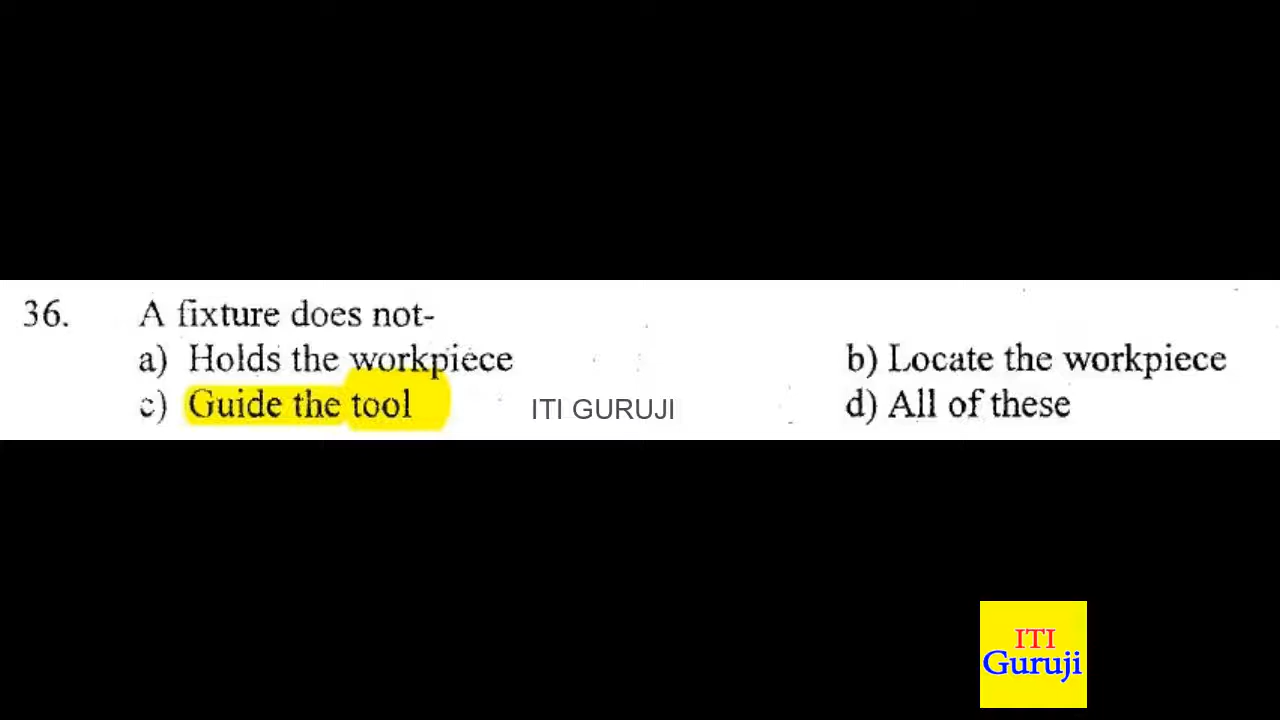 36. A fixture does not-
a) Holds the workpiece b) Locate the workpiece
c) Guide the tool ITI GURUJI d) All of these
ITI
Guruji